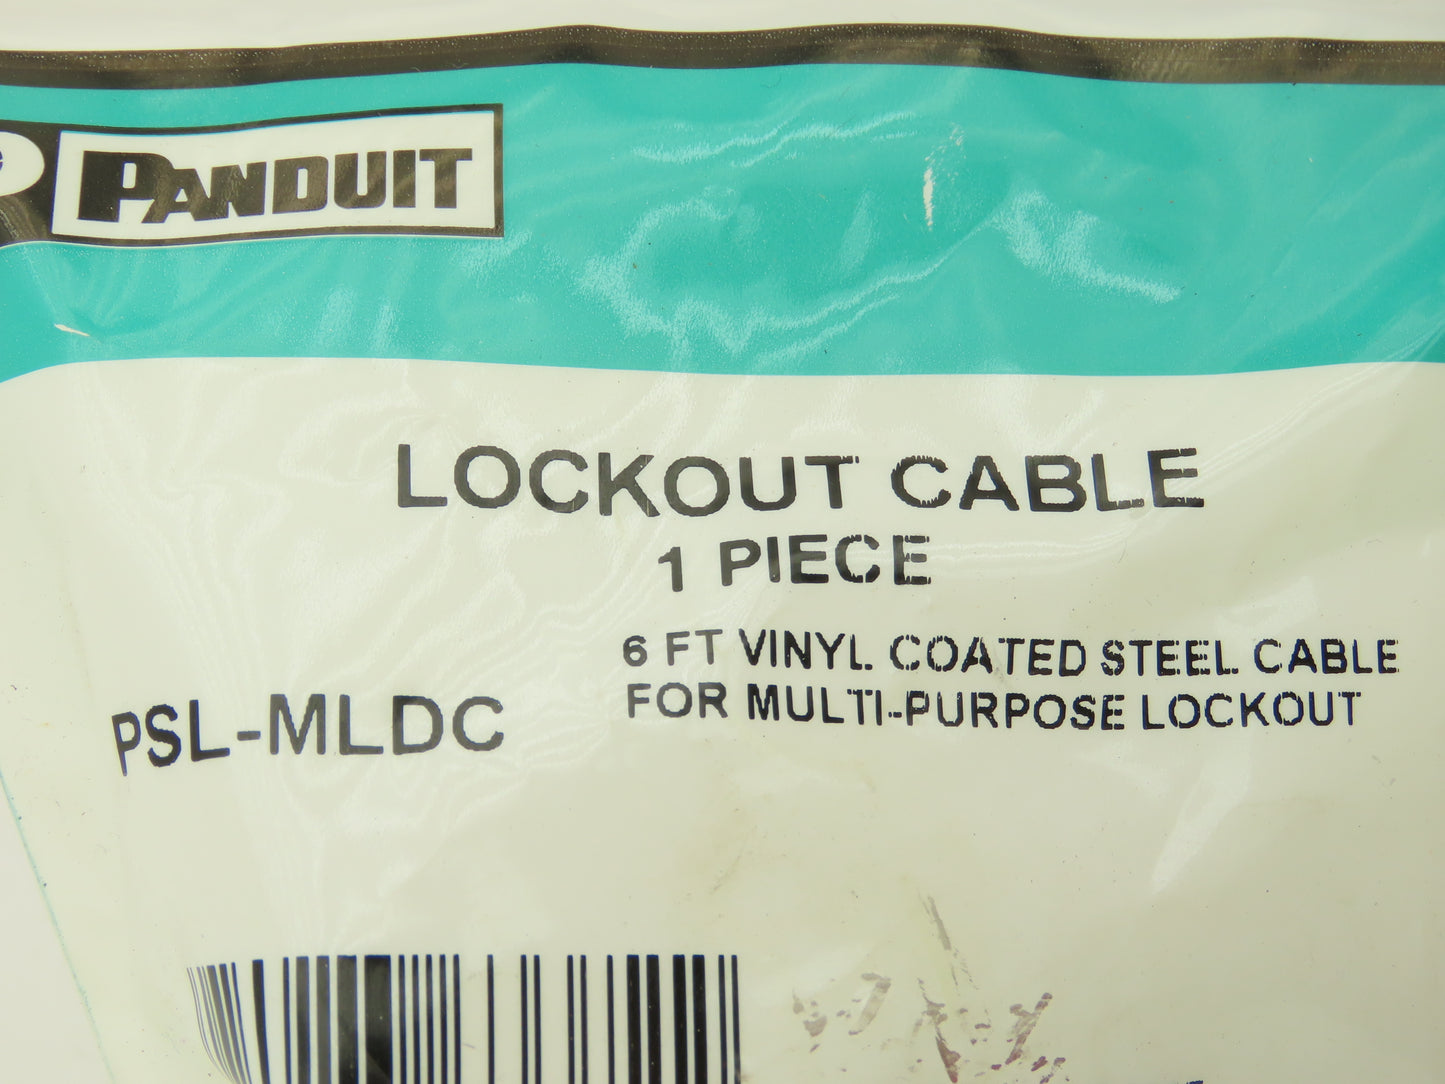 PANDUIT
LOCKOUT CABLE
1 PIECE
6 FT VINYL COATED STEEL CABLE
FOR MULTI-PURPOSE LOCKOUT
PSL-MLDC